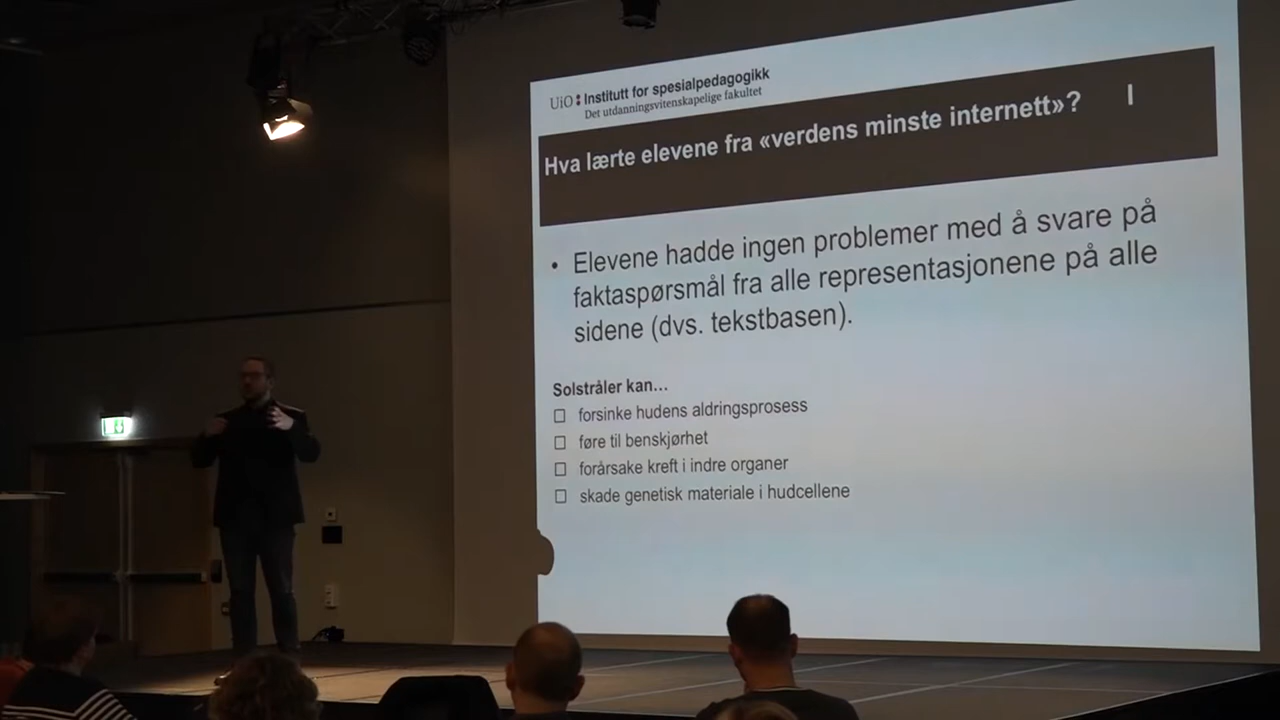 UiO : Institutt for spesialpedagogikk
Det utdanningsvitenskapelige fakultet
Hva lærte elevene fra «verdens minste internett»? I
• Elevene hadde ingen problemer med å svare på
faktaspørsmål fra alle representasjonene på alle
sidene (dvs. tekstbasen).
Solstråler kan...
☐ forsinke hudens aldringsprosess
☐ føre til benskjørhet
☐ forårsake kreft i indre organer
☐ skade genetisk materiale i hudcellene